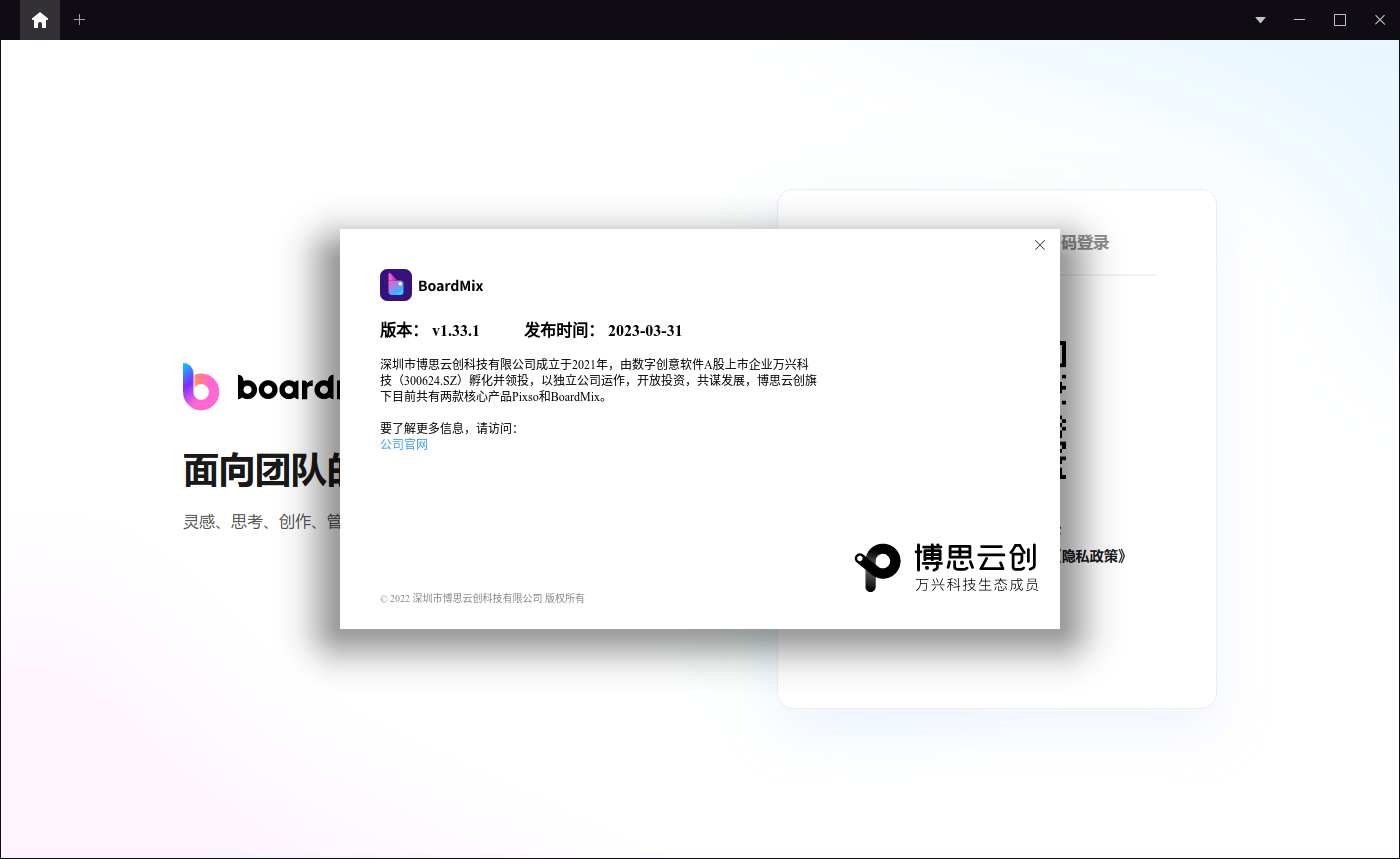 码登录
BoardMix
版本： v1.33.1 发布时间： 2023-03-31
深圳市博思云创科技有限公司成立于2021年，由数字创意软件A股上市企业万兴科
技（300624.SZ）孵化并领投，以独立公司运作，开放投资，共谋发展，博思云创旗
下目前共有两款核心产品Pixso和BoardMix。
要了解更多信息，请访问：
公司官网
board
面向团队的
灵感、思考、创作、管
博思云创
万兴科技生态成员
隐私政策》
© 2022 深圳市博思云创科技有限公司 版权所有